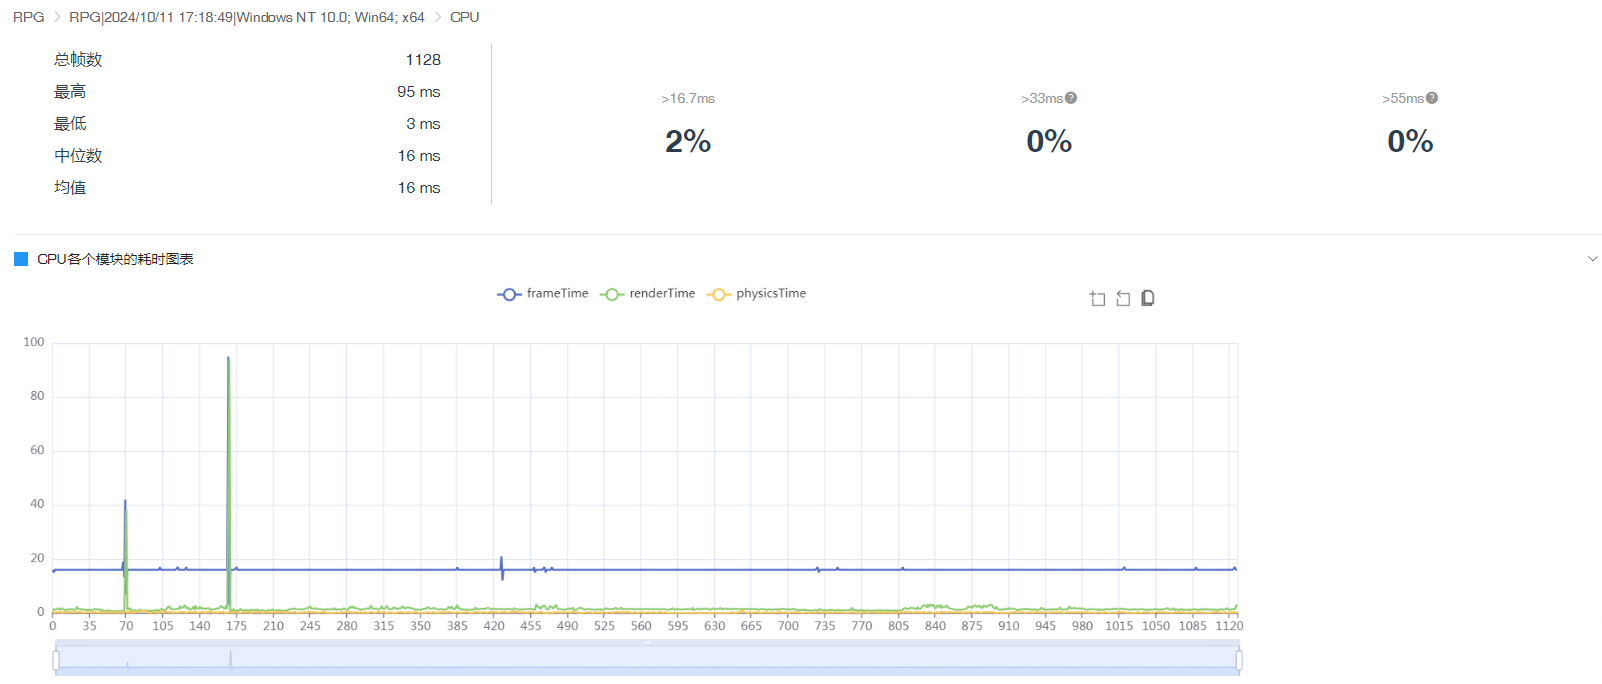 RPG > RPG|2024/10/11 17:18:49|Windows NT 10.0; Win64; x64 > CPU
总帧数 1128
最高 95 ms
最低 3 ms
中位数 16 ms
均值 16 ms
>16.7ms >33ms >55ms
2% 0% 0%
CPU各个模块的耗时图表
frameTime renderTime physicsTime
100
80
60
40
20
0
0 35 70 105 140 175 210 245 280 315 350 385 420 455 490 525 560 595 630 665 700 735 770 805 840 875 910 945 980 1015 1050 1085 1120